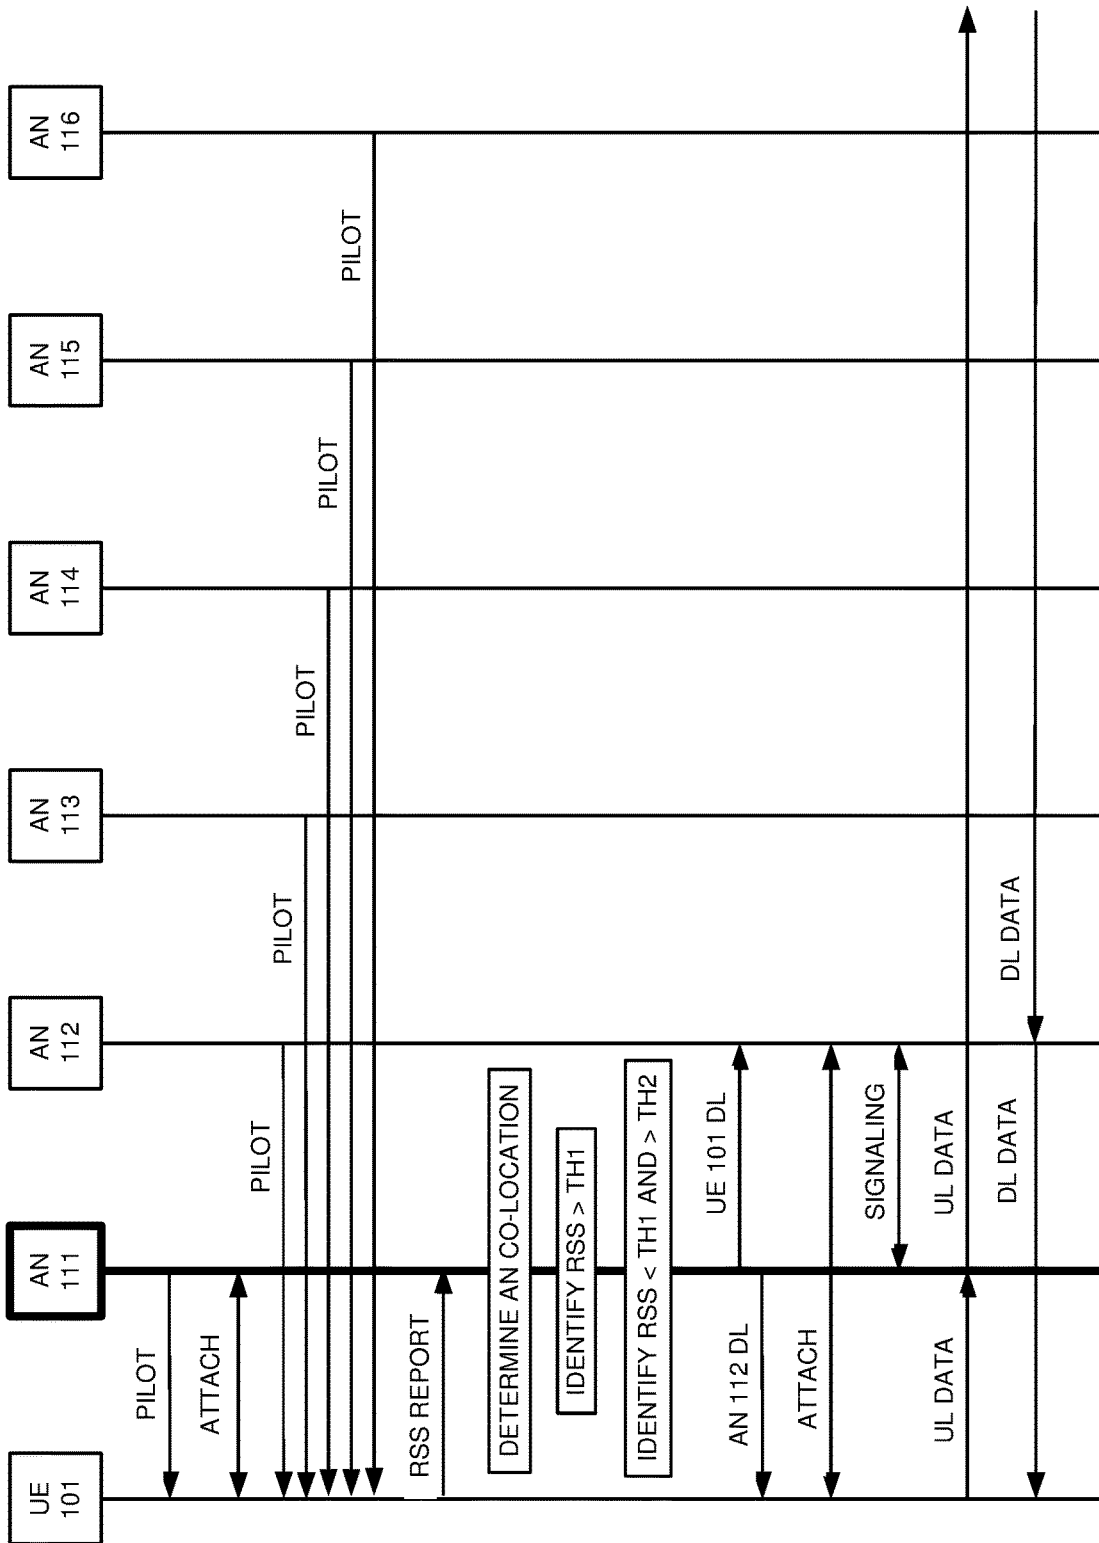 UE
101
AN
111
AN
112
AN
113
AN
114
AN
115
AN
116
PILOT
ATTACH
PILOT
PILOT
PILOT
PILOT
PILOT
RSS REPORT
DETERMINE AN CO-LOCATION
IDENTIFY RSS > TH1
IDENTIFY RSS < TH1 AND > TH2
UE 101 DL
AN 112 DL
ATTACH
SIGNALING
UL DATA
UL DATA
DL DATA
DL DATA